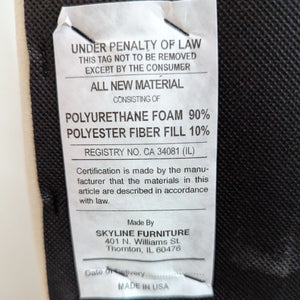 UNDER PENALTY OF LAW
THIS TAG NOT TO BE REMOVED
EXCEPT BY THE CONSUMER
ALL NEW MATERIAL
CONSISTING OF
POLYURETHANE FOAM 90%
POLYESTER FIBER FILL 10%
REGISTRY NO. CA 34081 (IL)
Certification is made by the manu-
facturer that the materials in this
article are described in accordance
with law.
Made By
SKYLINE FURNITURE
401 N. Williams St.
Thornton, IL 60476
Date of Delivery
MADE IN USA